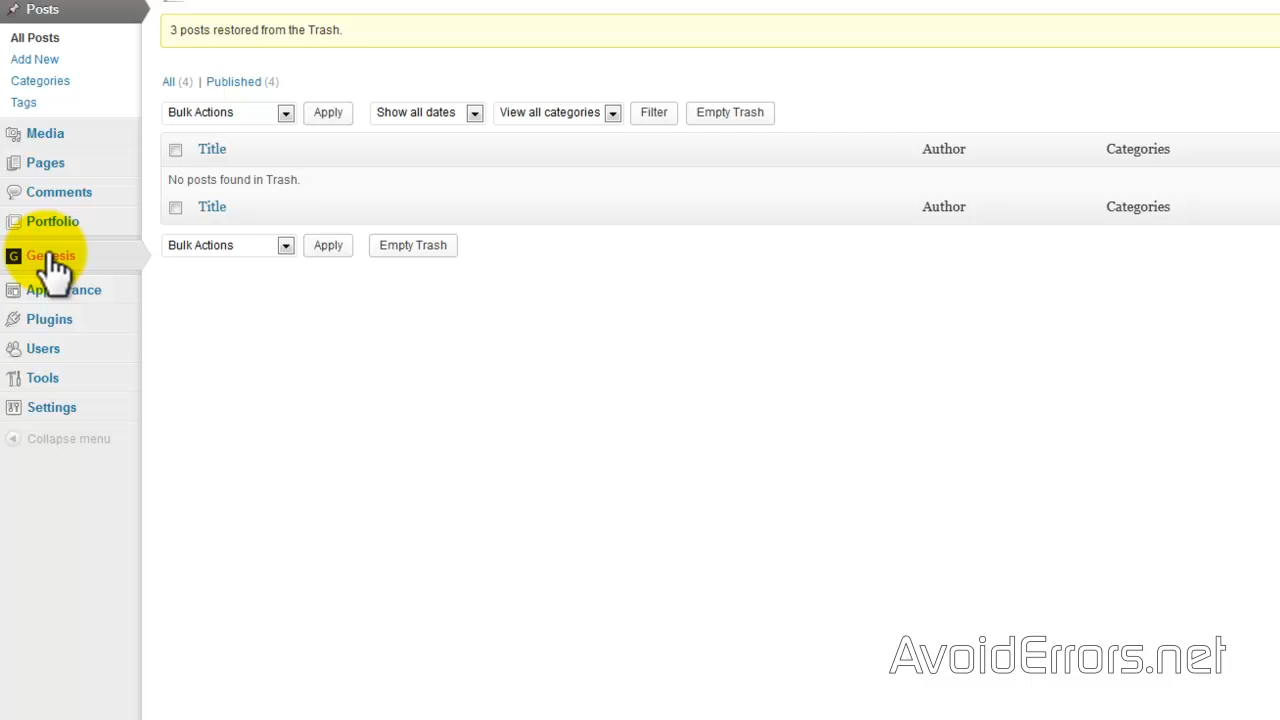 Posts
3 posts restored from the Trash.
All Posts
Add New
Categories
Tags
Media
Pages
Comments
Portfolio
Genesis
Appearance
Plugins
Users
Tools
Settings
Collapse menu
All (4) | Published (4)
Bulk Actions Apply Show all dates View all categories Filter Empty Trash
Title Author Categories
No posts found in Trash.
Title Author Categories
Bulk Actions Apply Empty Trash
AvoidErrors.net